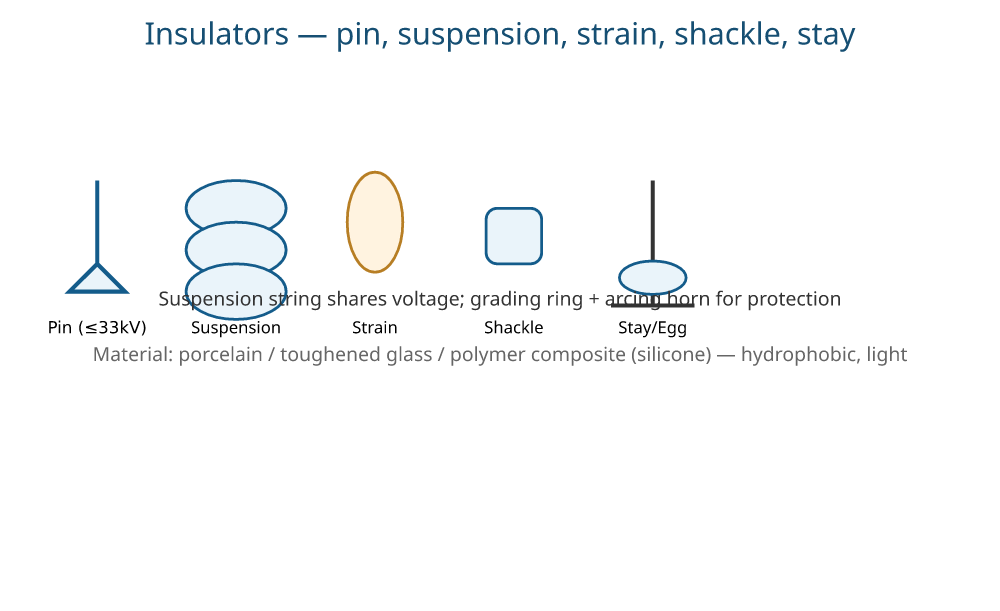 Insulators — pin, suspension, strain, shackle, stay
Suspension string shares voltage; grading ring + arcing horn for protection
Pin (≤33kV)
Suspension
Strain
Shackle
Stay/Egg
Material: porcelain / toughened glass / polymer composite (silicone) — hydrophobic, light